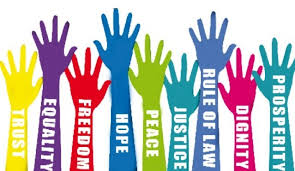 TRUST
EQUALITY
FREEDOM
HOPE
PEACE
JUSTICE
RULE OF LAW
DIGNITY
PROSPERITY